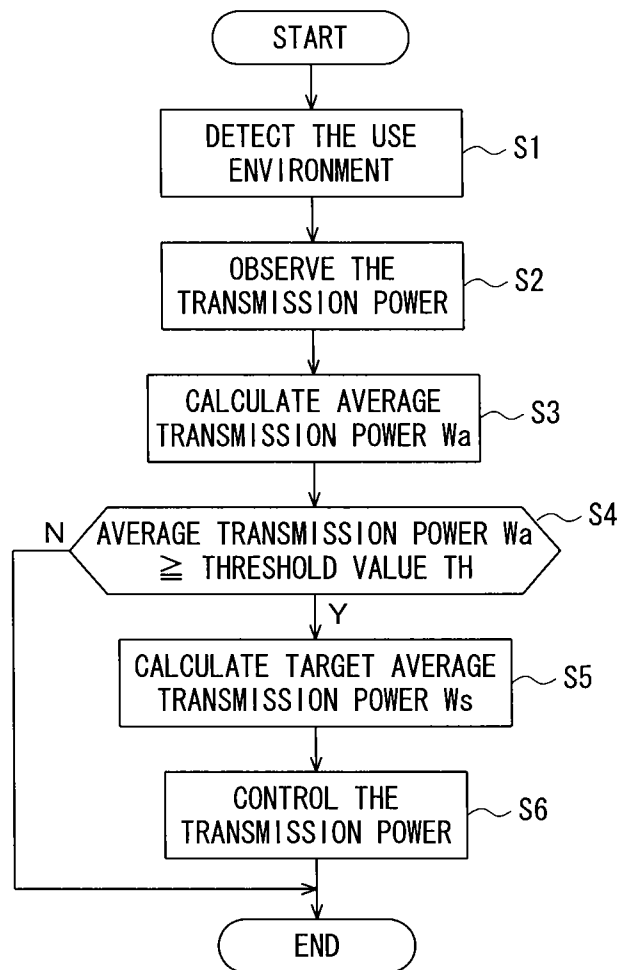 START
DETECT THE USE
ENVIRONMENT
S1
OBSERVE THE
TRANSMISSION POWER
S2
CALCULATE AVERAGE
TRANSMISSION POWER Wa
S3
N
AVERAGE TRANSMISSION POWER Wa
≧ THRESHOLD VALUE TH
S4
Y
CALCULATE TARGET AVERAGE
TRANSMISSION POWER Ws
S5
CONTROL THE
TRANSMISSION POWER
S6
END